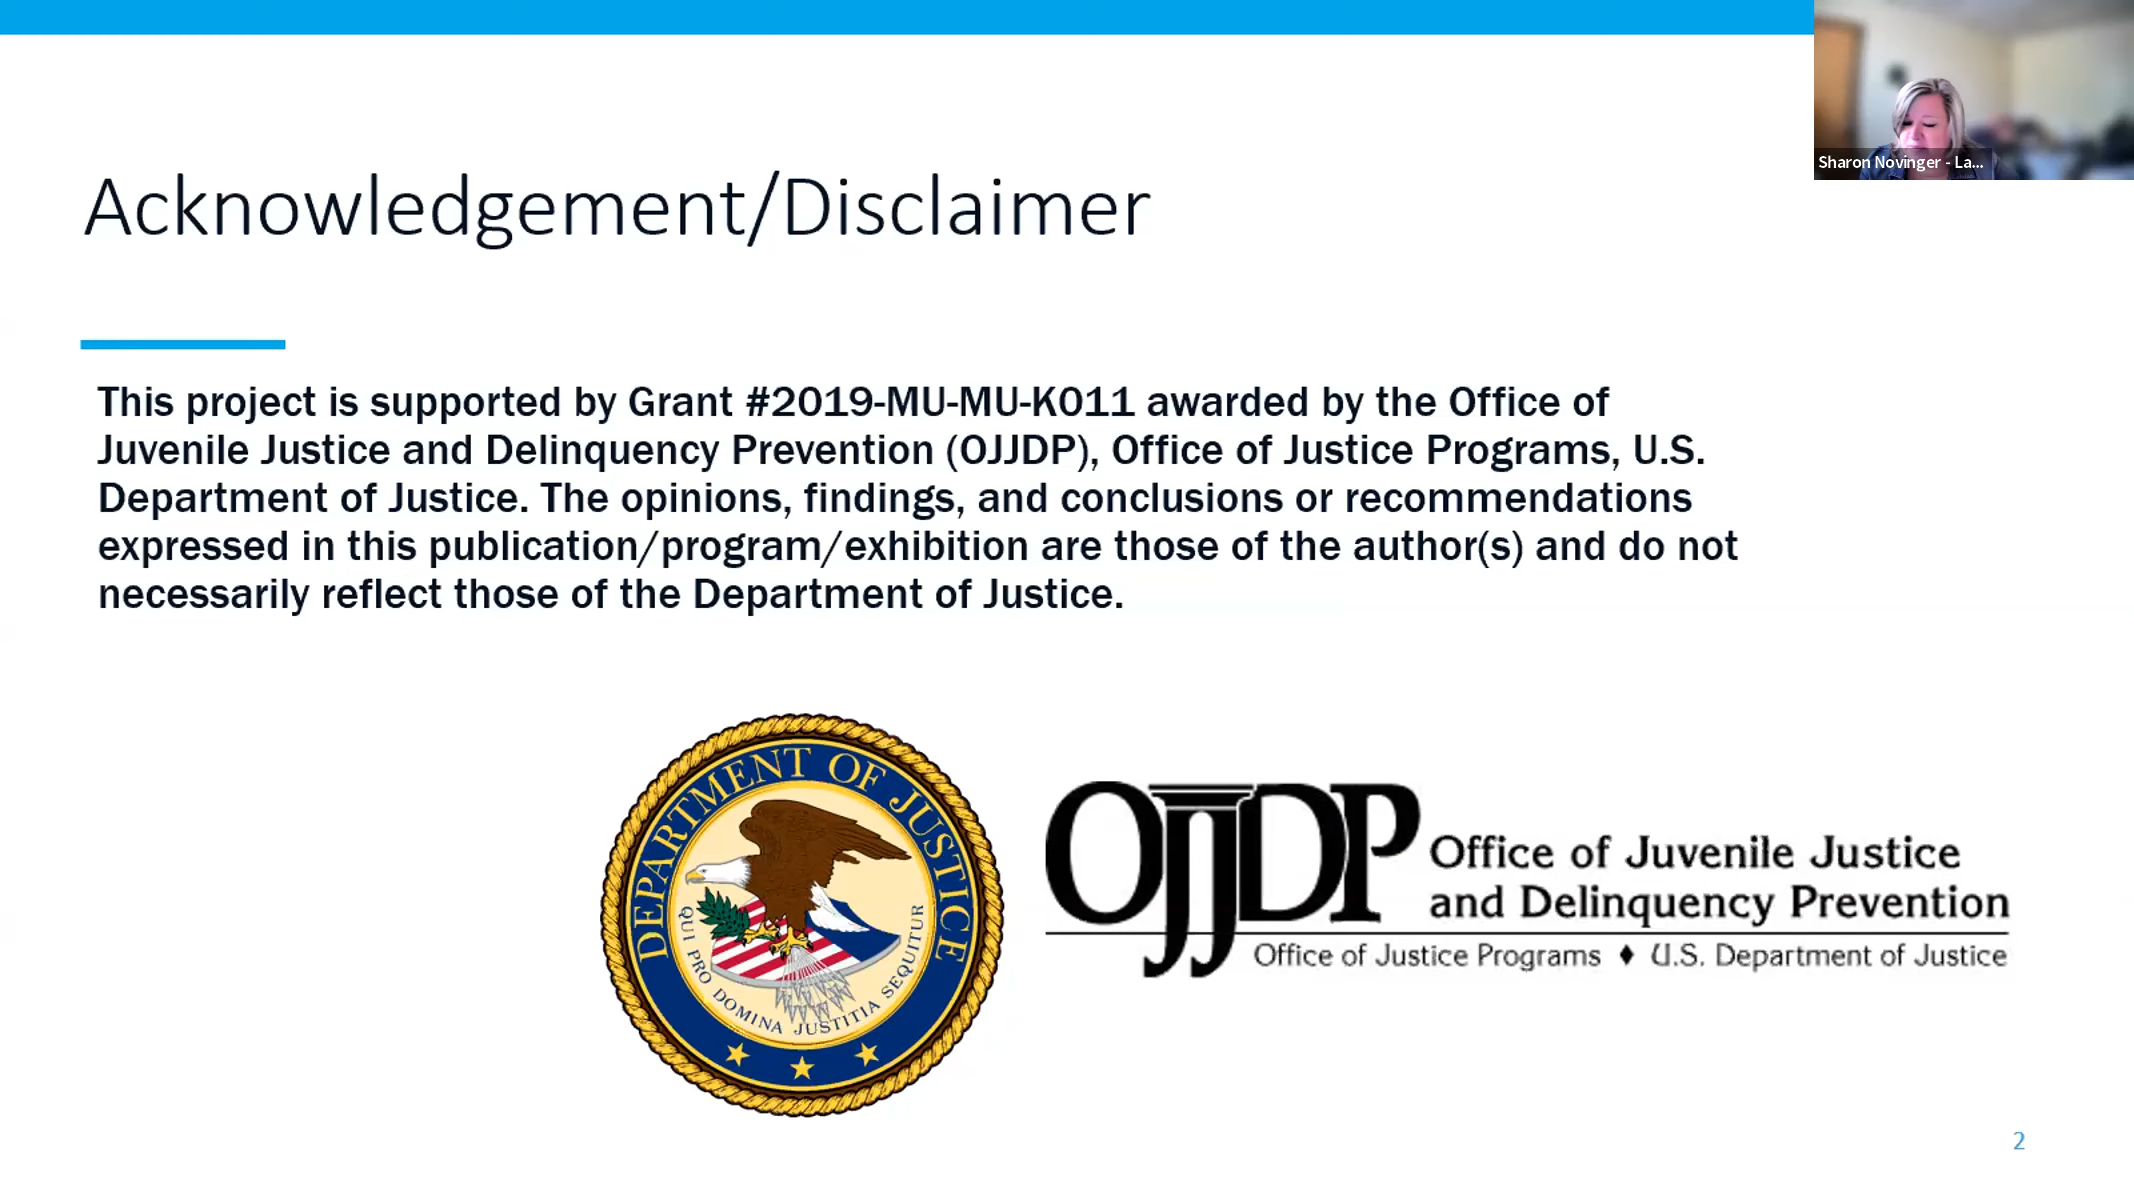 Sharon Novinger - La...
Acknowledgement/Disclaimer
This project is supported by Grant #2019-MU-MU-K011 awarded by the Office of
Juvenile Justice and Delinquency Prevention (OJJDP), Office of Justice Programs, U.S.
Department of Justice. The opinions, findings, and conclusions or recommendations
expressed in this publication/program/exhibition are those of the author(s) and do not
necessarily reflect those of the Department of Justice.
DEPARTMENT OF JUSTICE
QUI PRO DOMINA JUSTITIA SEQUITUR
OJJDP
Office of Juvenile Justice
and Delinquency Prevention
Office of Justice Programs ♦ U.S. Department of Justice
2